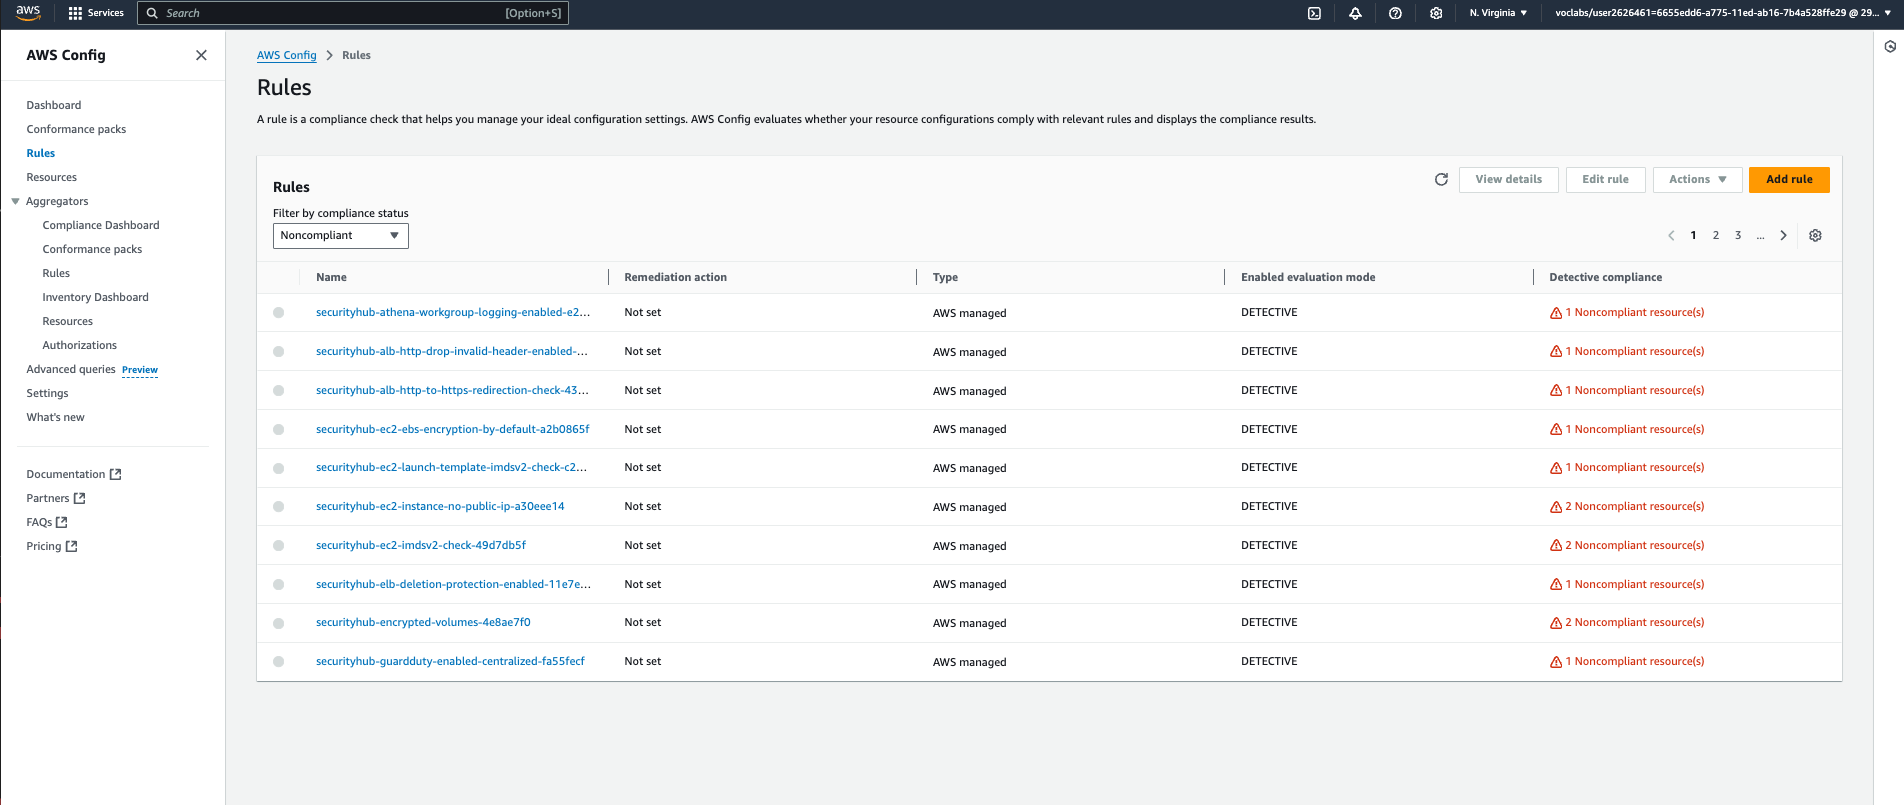 aws Services Search [Option+S] N. Virginia voclabs/user2626461=6655edd6-a775-11ed-ab16-7b4a528ffe29 @ 29...
AWS Config
Dashboard
Conformance packs
Rules
Resources
Aggregators
Compliance Dashboard
Conformance packs
Rules
Inventory Dashboard
Resources
Authorizations
Advanced queries Preview
Settings
What's new
Documentation
Partners
FAQs
Pricing
AWS Config > Rules
Rules
A rule is a compliance check that helps you manage your ideal configuration settings. AWS Config evaluates whether your resource configurations comply with relevant rules and displays the compliance results.
Rules
View details Edit rule Actions Add rule
Filter by compliance status
Noncompliant
1 2 3 ...
Name Remediation action Type Enabled evaluation mode Detective compliance
securityhub-athena-workgroup-logging-enabled-e2... Not set AWS managed DETECTIVE 1 Noncompliant resource(s)
securityhub-alb-http-drop-invalid-header-enabled-... Not set AWS managed DETECTIVE 1 Noncompliant resource(s)
securityhub-alb-http-to-https-redirection-check-43... Not set AWS managed DETECTIVE 1 Noncompliant resource(s)
securityhub-ec2-ebs-encryption-by-default-a2b0865f Not set AWS managed DETECTIVE 1 Noncompliant resource(s)
securityhub-ec2-launch-template-imdsv2-check-c2... Not set AWS managed DETECTIVE 1 Noncompliant resource(s)
securityhub-ec2-instance-no-public-ip-a30eee14 Not set AWS managed DETECTIVE 2 Noncompliant resource(s)
securityhub-ec2-imdsv2-check-49d7db5f Not set AWS managed DETECTIVE 2 Noncompliant resource(s)
securityhub-elb-deletion-protection-enabled-11e7e... Not set AWS managed DETECTIVE 1 Noncompliant resource(s)
securityhub-encrypted-volumes-4e8ae7f0 Not set AWS managed DETECTIVE 2 Noncompliant resource(s)
securityhub-guardduty-enabled-centralized-fa55fecf Not set AWS managed DETECTIVE 1 Noncompliant resource(s)